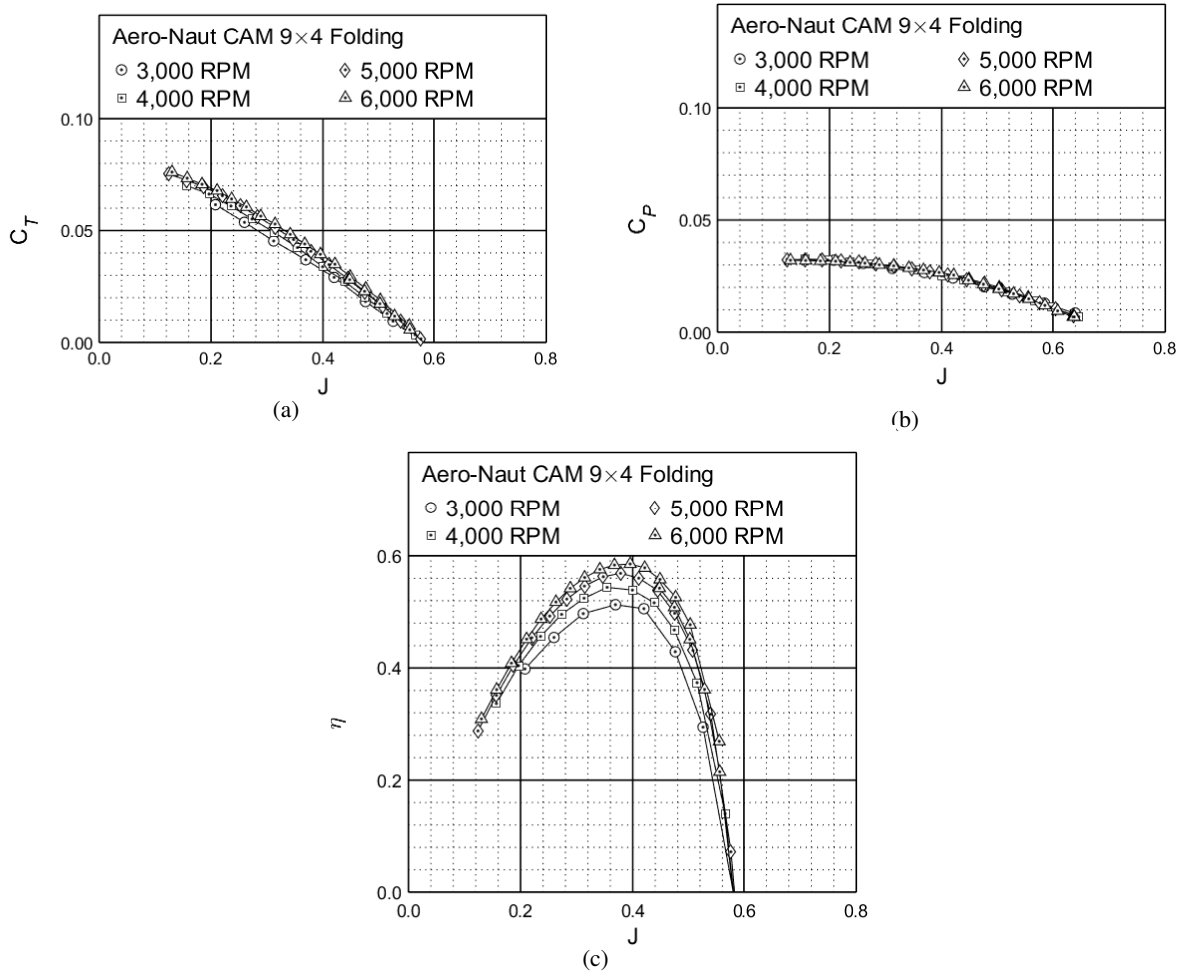 Aero-Naut CAM 9×4 Folding
3,000 RPM
5,000 RPM
4,000 RPM
6,000 RPM
0.10
0.05
0.00
C_T
0.0
0.2
0.4
0.6
0.8
J
(a)
Aero-Naut CAM 9×4 Folding
3,000 RPM
5,000 RPM
4,000 RPM
6,000 RPM
0.10
0.05
0.00
C_P
0.0
0.2
0.4
0.6
0.8
J
(b)
Aero-Naut CAM 9×4 Folding
3,000 RPM
5,000 RPM
4,000 RPM
6,000 RPM
0.6
0.4
0.2
0.0
η
0.0
0.2
0.4
0.6
0.8
J
(c)